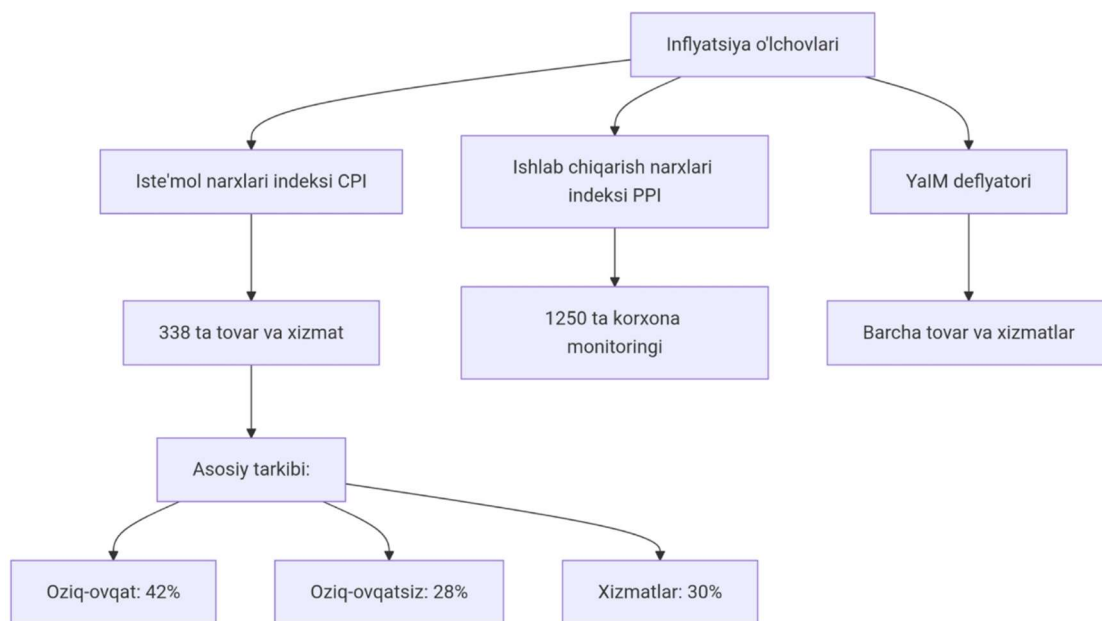 Inflyatsiya o'lchovlari
Iste'mol narxlari indeksi CPI
Ishlab chiqarish narxlari
indeksi PPI
YaIM deflyatori
338 ta tovar va xizmat
1250 ta korxona
monitoringi
Barcha tovar va xizmatlar
Asosiy tarkibi:
Oziq-ovqat: 42%
Oziq-ovqatsiz: 28%
Xizmatlar: 30%